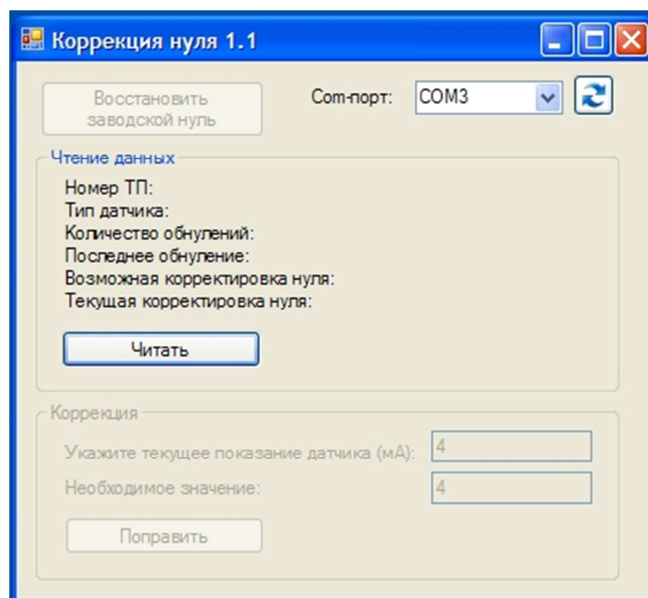 Коррекция нуля 1.1
Восстановить
заводской нуль
Com-порт:
COM3
Чтение данных
Номер ТП:
Тип датчика:
Количество обнулений:
Последнее обнуление:
Возможная корректировка нуля:
Текущая корректировка нуля:
Читать
Коррекция
Укажите текущее показание датчика (мА): 4
Необходимое значение: 4
Поправить